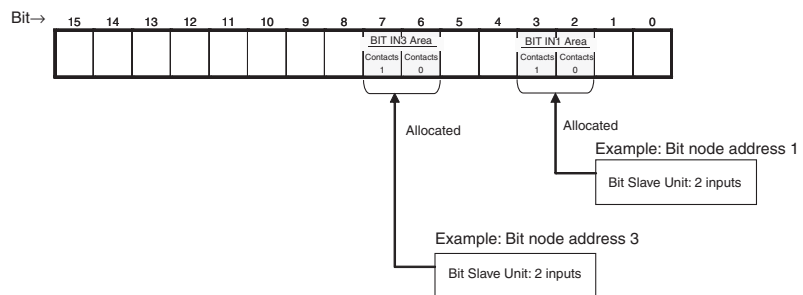 Bit→ 15 14 13 12 11 10 9 8 7 6 5 4 3 2 1 0
BIT IN3 Area BIT IN1 Area
Contacts Contacts Contacts Contacts
1 0 1 0
Allocated Allocated
Example: Bit node address 1
Bit Slave Unit: 2 inputs
Example: Bit node address 3
Bit Slave Unit: 2 inputs